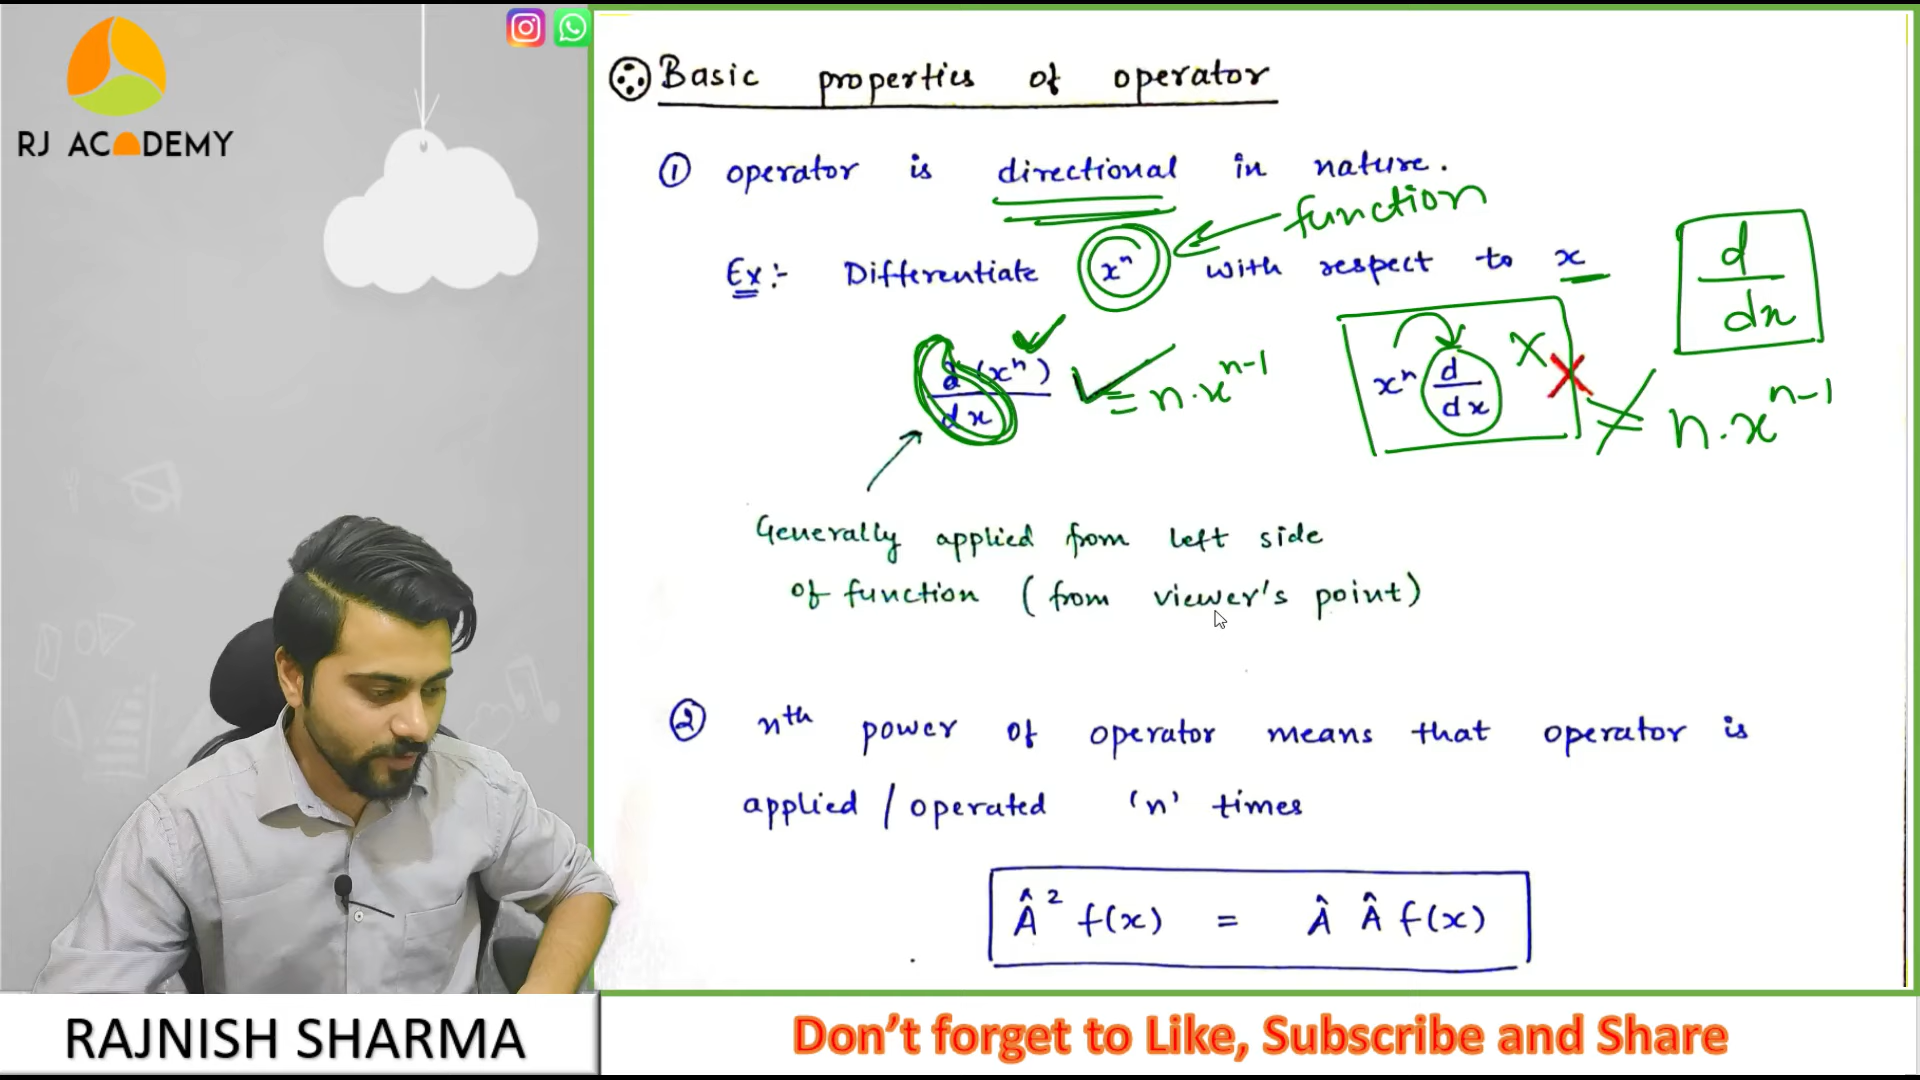 RJ ACADEMY
Basic properties of operator
① operator is directional in nature.
function
Ex:- Differentiate xⁿ with respect to x
d/dx
d(xⁿ)/dx = n.xⁿ⁻¹
xⁿ d/dx ≠ n.xⁿ⁻¹
Generally applied from left side
of function (from viewer's point)
② nth power of operator means that operator is
applied / operated 'n' times
Â² f(x) = Â Â f(x)
RAJNISH SHARMA
Don't forget to Like, Subscribe and Share